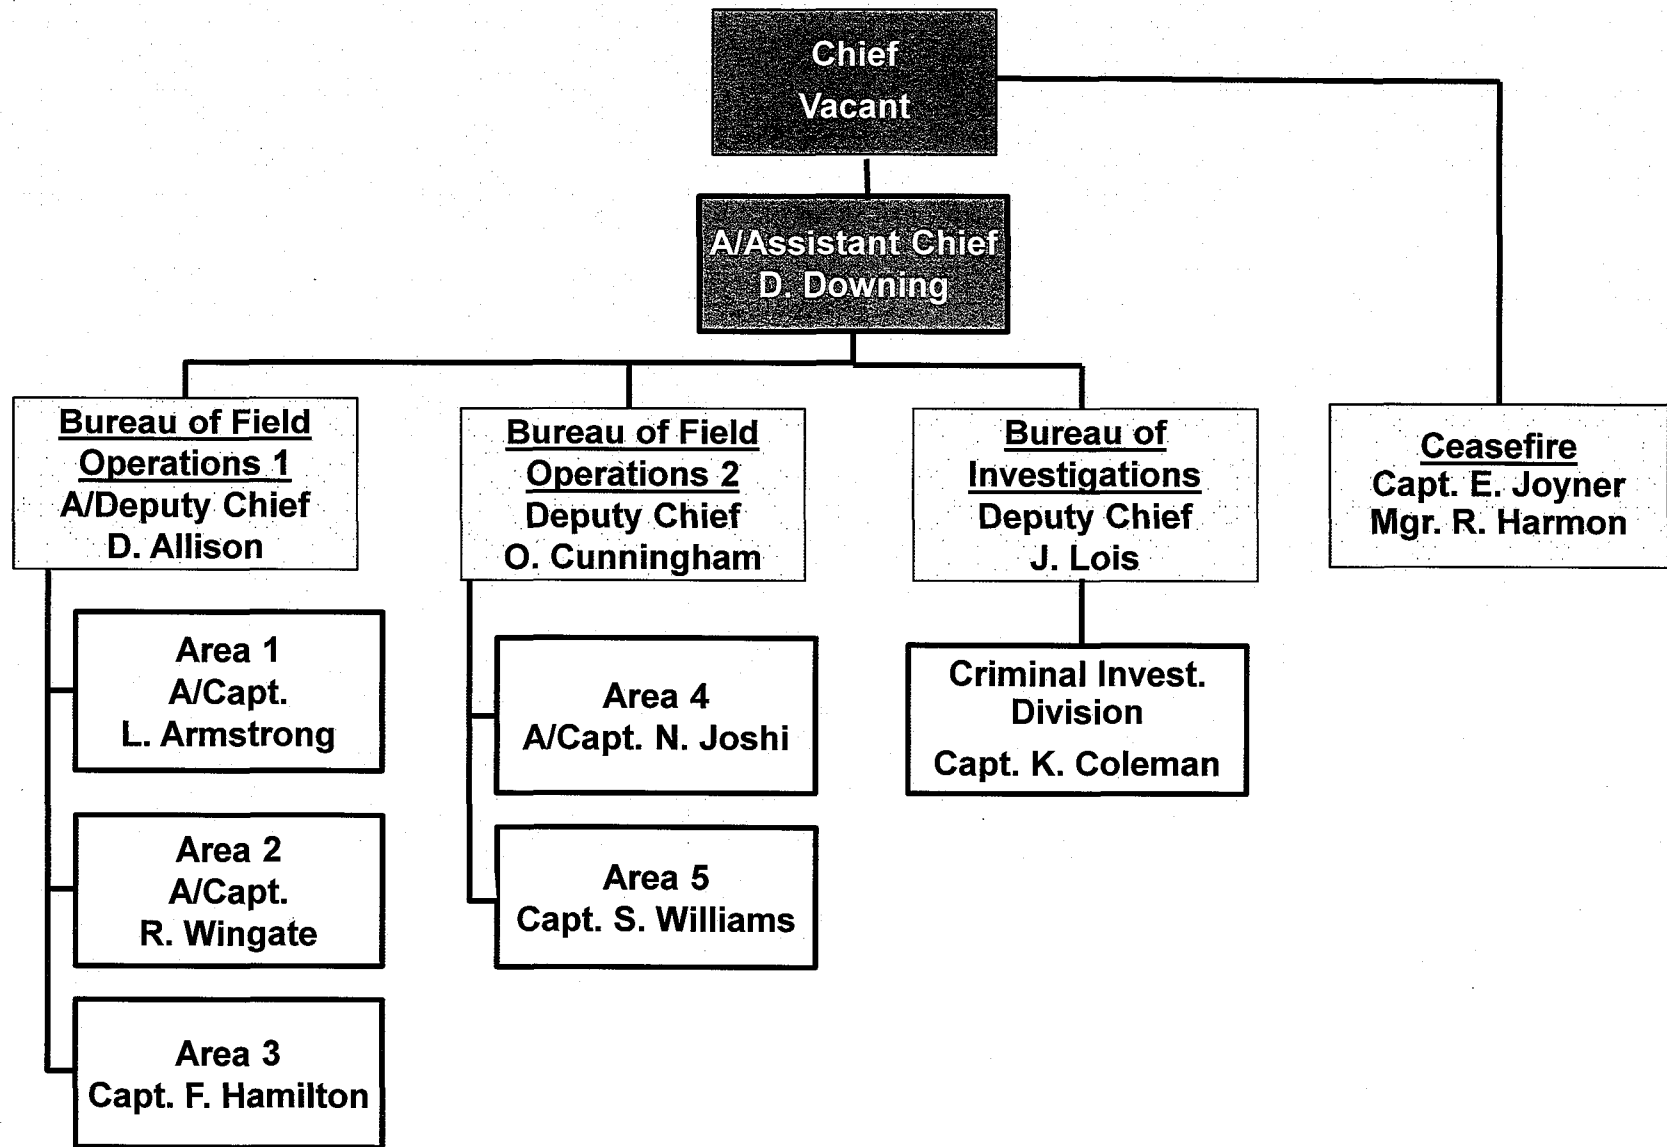 Chief
Vacant
A/Assistant Chief
D. Downing
Bureau of Field
Operations 1
A/Deputy Chief
D. Allison
Bureau of Field
Operations 2
Deputy Chief
O. Cunningham
Bureau of
Investigations
Deputy Chief
J. Lois
Ceasefire
Capt. E. Joyner
Mgr. R. Harmon
Area 1
A/Capt.
L. Armstrong
Area 2
A/Capt.
R. Wingate
Area 3
Capt. F. Hamilton
Area 4
A/Capt. N. Joshi
Area 5
Capt. S. Williams
Criminal Invest.
Division
Capt. K. Coleman